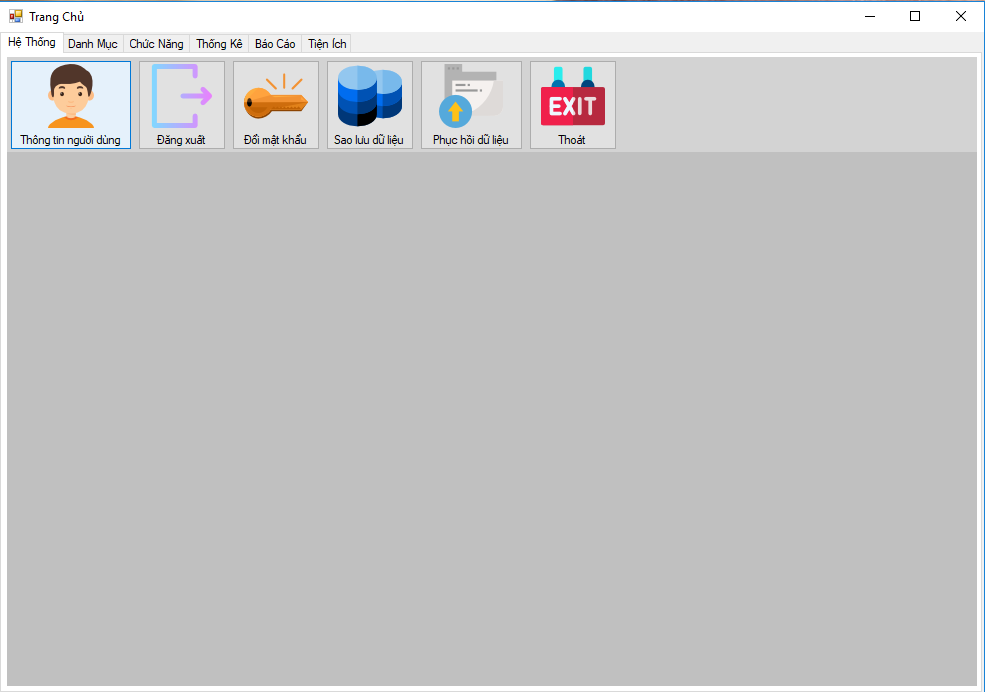 Trang Chủ
Hệ Thống Danh Mục Chức Năng Thống Kê Báo Cáo Tiện Ích
EXIT
Thông tin người dùng Đăng xuất Đổi mật khẩu Sao lưu dữ liệu Phục hồi dữ liệu Thoát